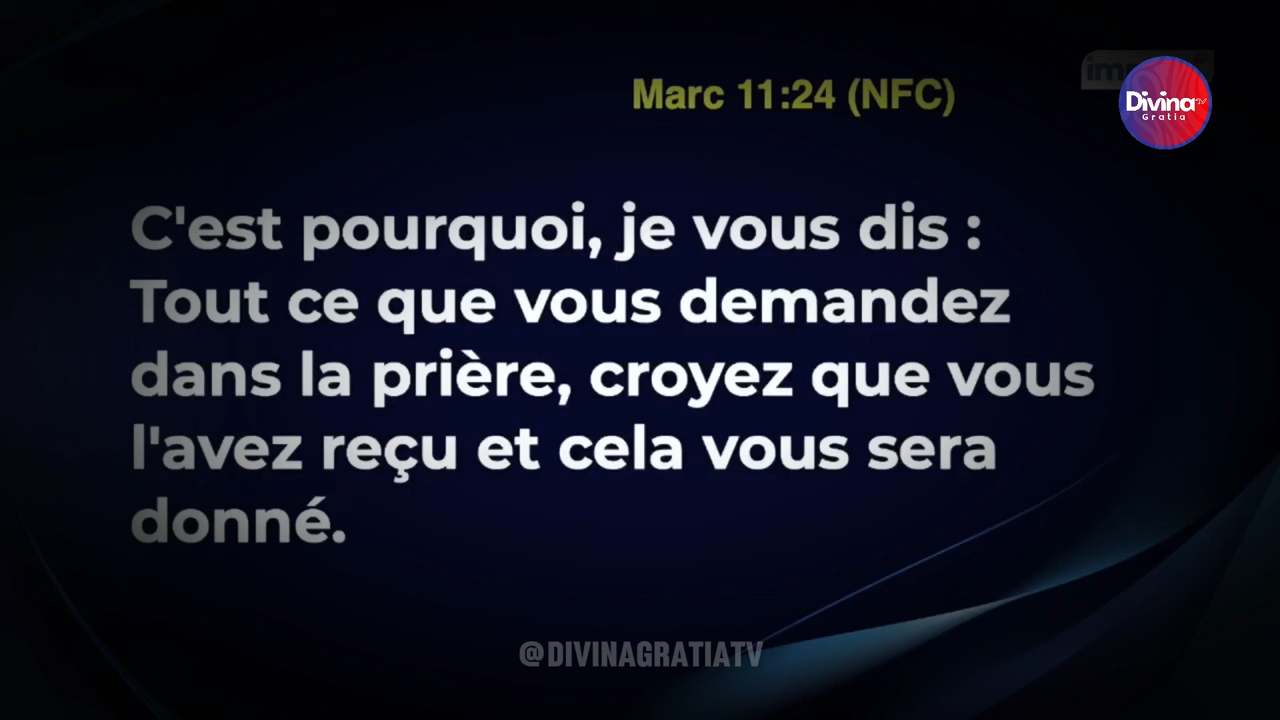 Marc 11:24 (NFC)
Divina TV
Gratia
C'est pourquoi, je vous dis :
Tout ce que vous demandez
dans la prière, croyez que vous
l'avez reçu et cela vous sera
donné.
@DIVINAGRATIATV